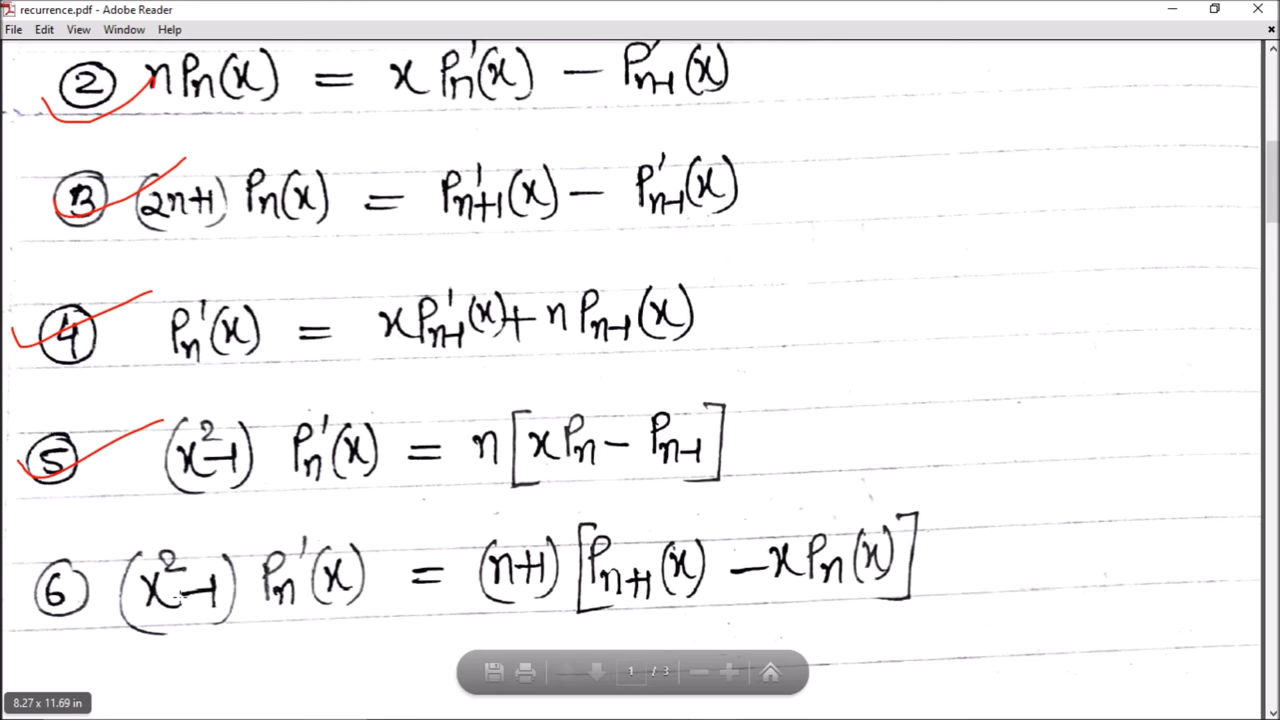 recurrence.pdf - Adobe Reader
File Edit View Window Help
② nPn(x) = x Pn'(x) − P'n-1(x)
③ (2n+1) Pn(x) = P'n+1(x) − P'n-1(x)
④ Pn'(x) = xP'n-1(x) + n Pn-1(x)
⑤ (x²-1) Pn'(x) = n[xPn − Pn-1]
⑥ (x²-1) Pn'(x) = (n+1) [Pn+1(x) − xPn(x)]
1 / 3
8.27 x 11.69 in